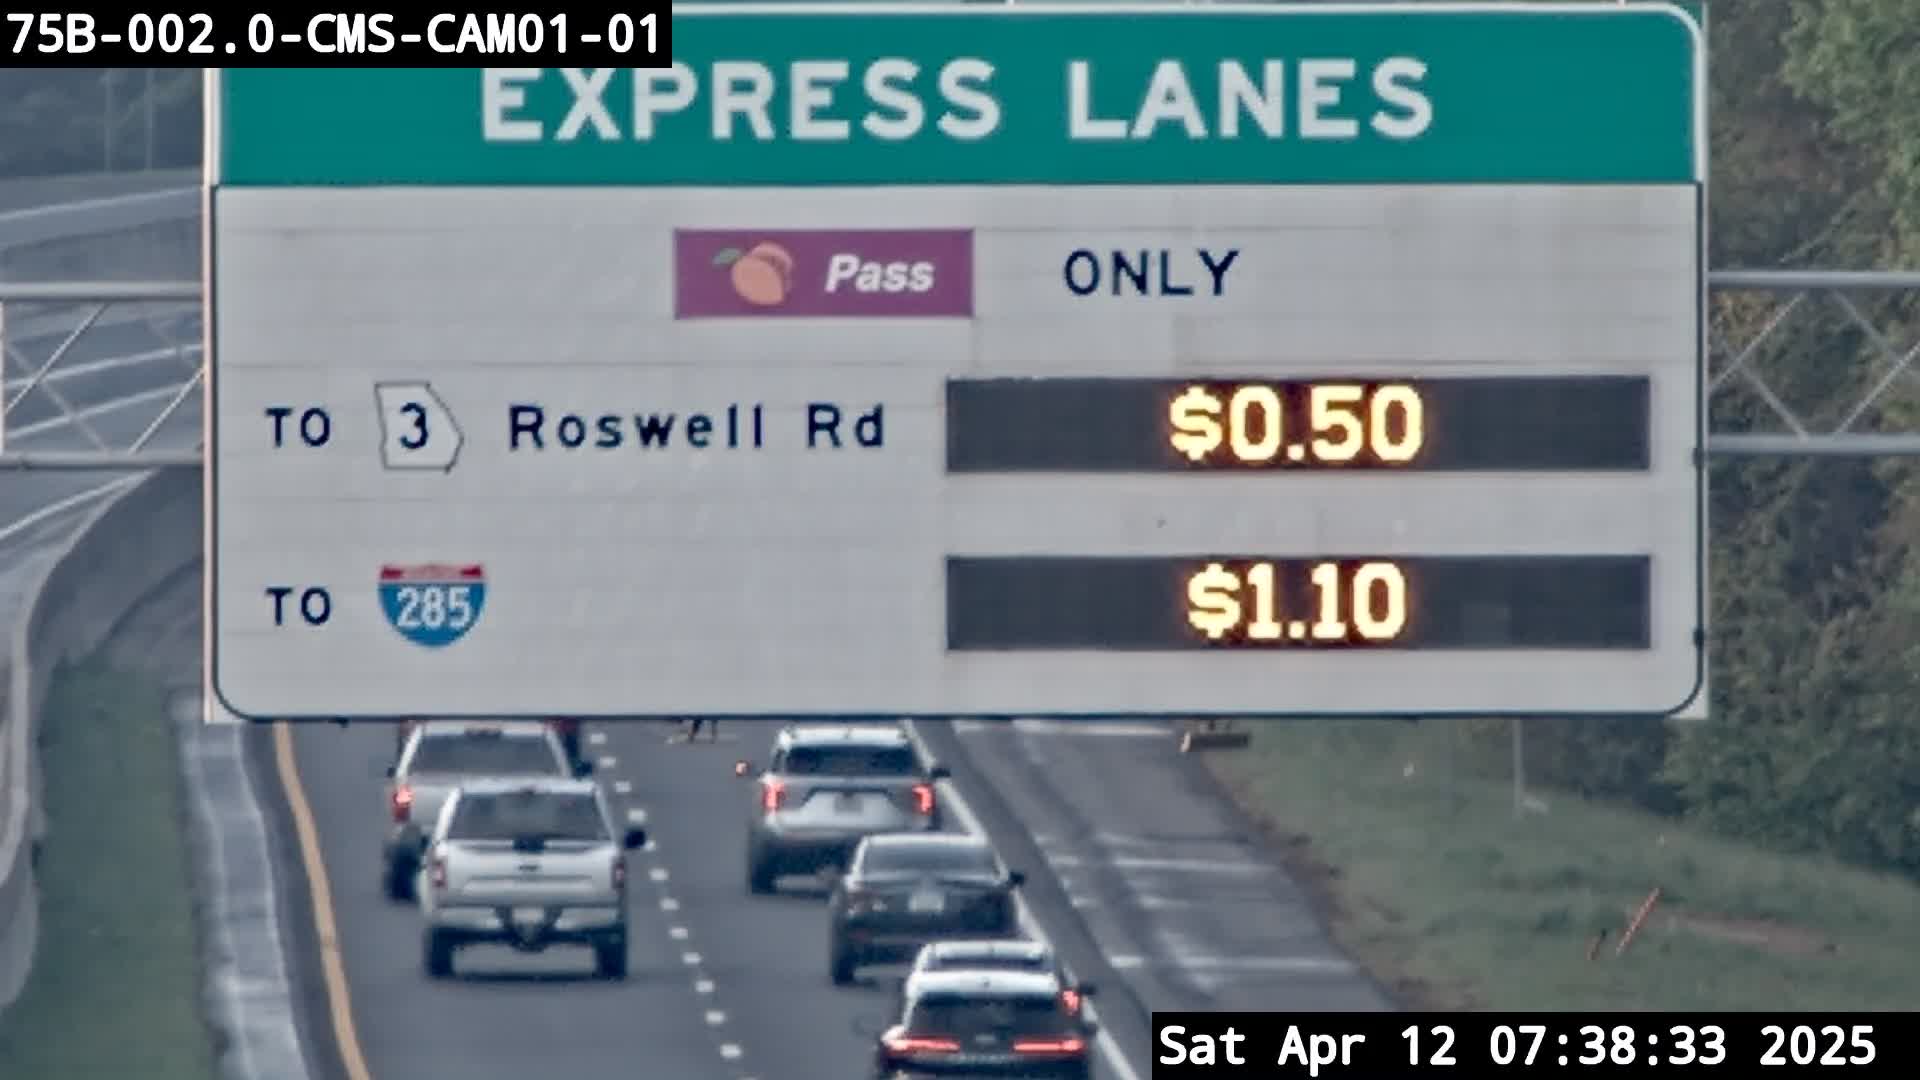 75B-002.0-CMS-CAM01-01
EXPRESS LANES
Pass ONLY
TO 3 Roswell Rd $0.50
TO 285 $1.10
Sat Apr 12 07:38:33 2025